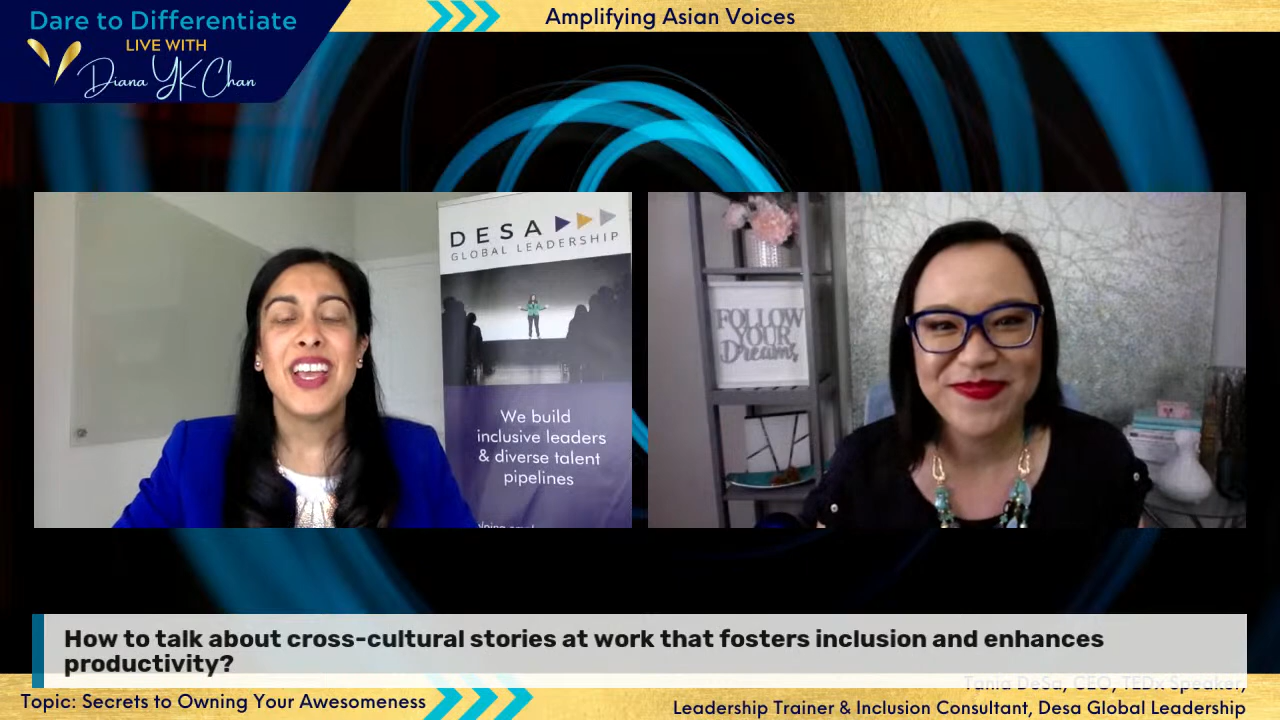 Dare to Differentiate
LIVE WITH
Diana YK Chan
Amplifying Asian Voices
DESA
GLOBAL LEADERSHIP
We build
inclusive leaders
& diverse talent
pipelines
FOLLOW
YOUR
Dreams
How to talk about cross-cultural stories at work that fosters inclusion and enhances
productivity?
Topic: Secrets to Owning Your Awesomeness
Tania DeSa, CEO, TEDx Speaker,
Leadership Trainer & Inclusion Consultant, Desa Global Leadership